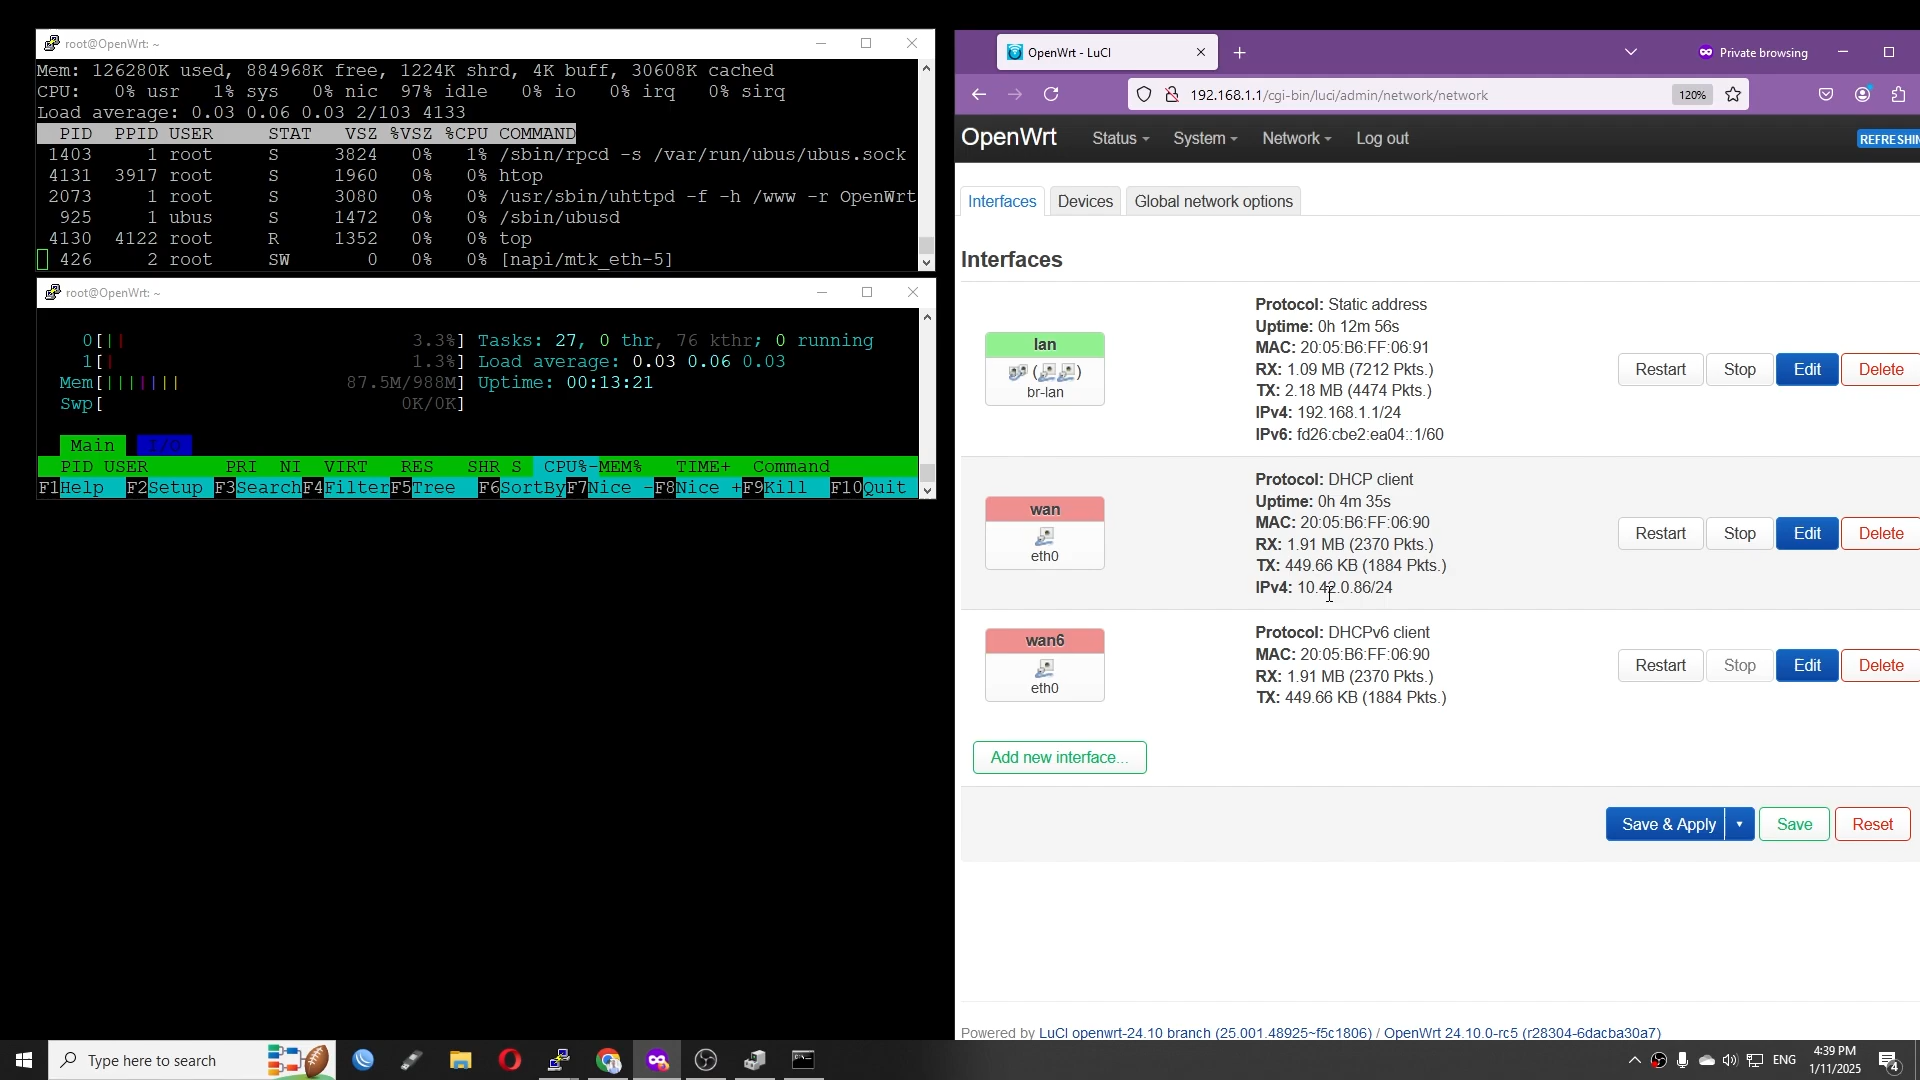 root@OpenWrt: ~
Mem: 126280K used, 884968K free, 1224K shrd, 4K buff, 30608K cached
CPU:   0% usr   1% sys   0% nic  97% idle   0% io   0% irq   0% sirq
Load average: 0.03 0.06 0.03 2/103 4133
PID  PPID USER     STAT   VSZ %VSZ %CPU COMMAND
1403     1 root     S     3824   0%   1% /sbin/rpcd -s /var/run/ubus/ubus.sock
4131  3917 root     S     1960   0%   0% htop
2073     1 root     S     3080   0%   0% /usr/sbin/uhttpd -f -h /www -r OpenWrt
925     1 ubus     S     1472   0%   0% /sbin/ubusd
4130  4122 root     R     1352   0%   0% top
426     2 root     SW       0   0%   0% [napi/mtk_eth-5]
root@OpenWrt: ~
0[|| 3.3%] Tasks: 27, 0 thr, 76 kthr; 0 running
1[| 1.3%] Load average: 0.03 0.06 0.03
Mem[||||||| 87.5M/988M] Uptime: 00:13:21
Swp[ 0K/0K]
Main I/O
PID USER PRI NI VIRT RES SHR S CPU%-MEM% TIME+ Command
F1Help F2Setup F3SearchF4FilterF5Tree F6SortByF7Nice -F8Nice +F9Kill F10Quit
OpenWrt - LuCI
Private browsing
192.168.1.1/cgi-bin/luci/admin/network/network
120%
OpenWrt Status System Network Log out
REFRESHIN
Interfaces Devices Global network options
Interfaces
lan
br-lan
Protocol: Static address
Uptime: 0h 12m 56s
MAC: 20:05:B6:FF:06:91
RX: 1.09 MB (7212 Pkts.)
TX: 2.18 MB (4474 Pkts.)
IPv4: 192.168.1.1/24
IPv6: fd26:cbe2:ea04::1/60
Restart Stop Edit Delete
wan
eth0
Protocol: DHCP client
Uptime: 0h 4m 35s
MAC: 20:05:B6:FF:06:90
RX: 1.91 MB (2370 Pkts.)
TX: 449.66 KB (1884 Pkts.)
IPv4: 10.42.0.86/24
Restart Stop Edit Delete
wan6
eth0
Protocol: DHCPv6 client
MAC: 20:05:B6:FF:06:90
RX: 1.91 MB (2370 Pkts.)
TX: 449.66 KB (1884 Pkts.)
Restart Stop Edit Delete
Add new interface...
Save & Apply Save Reset
Powered by LuCI openwrt-24.10 branch (25.001.48925~f5c1806) / OpenWrt 24.10.0-rc5 (r28304-6dacba30a7)
Type here to search
ENG
4:39 PM
1/11/2025
4